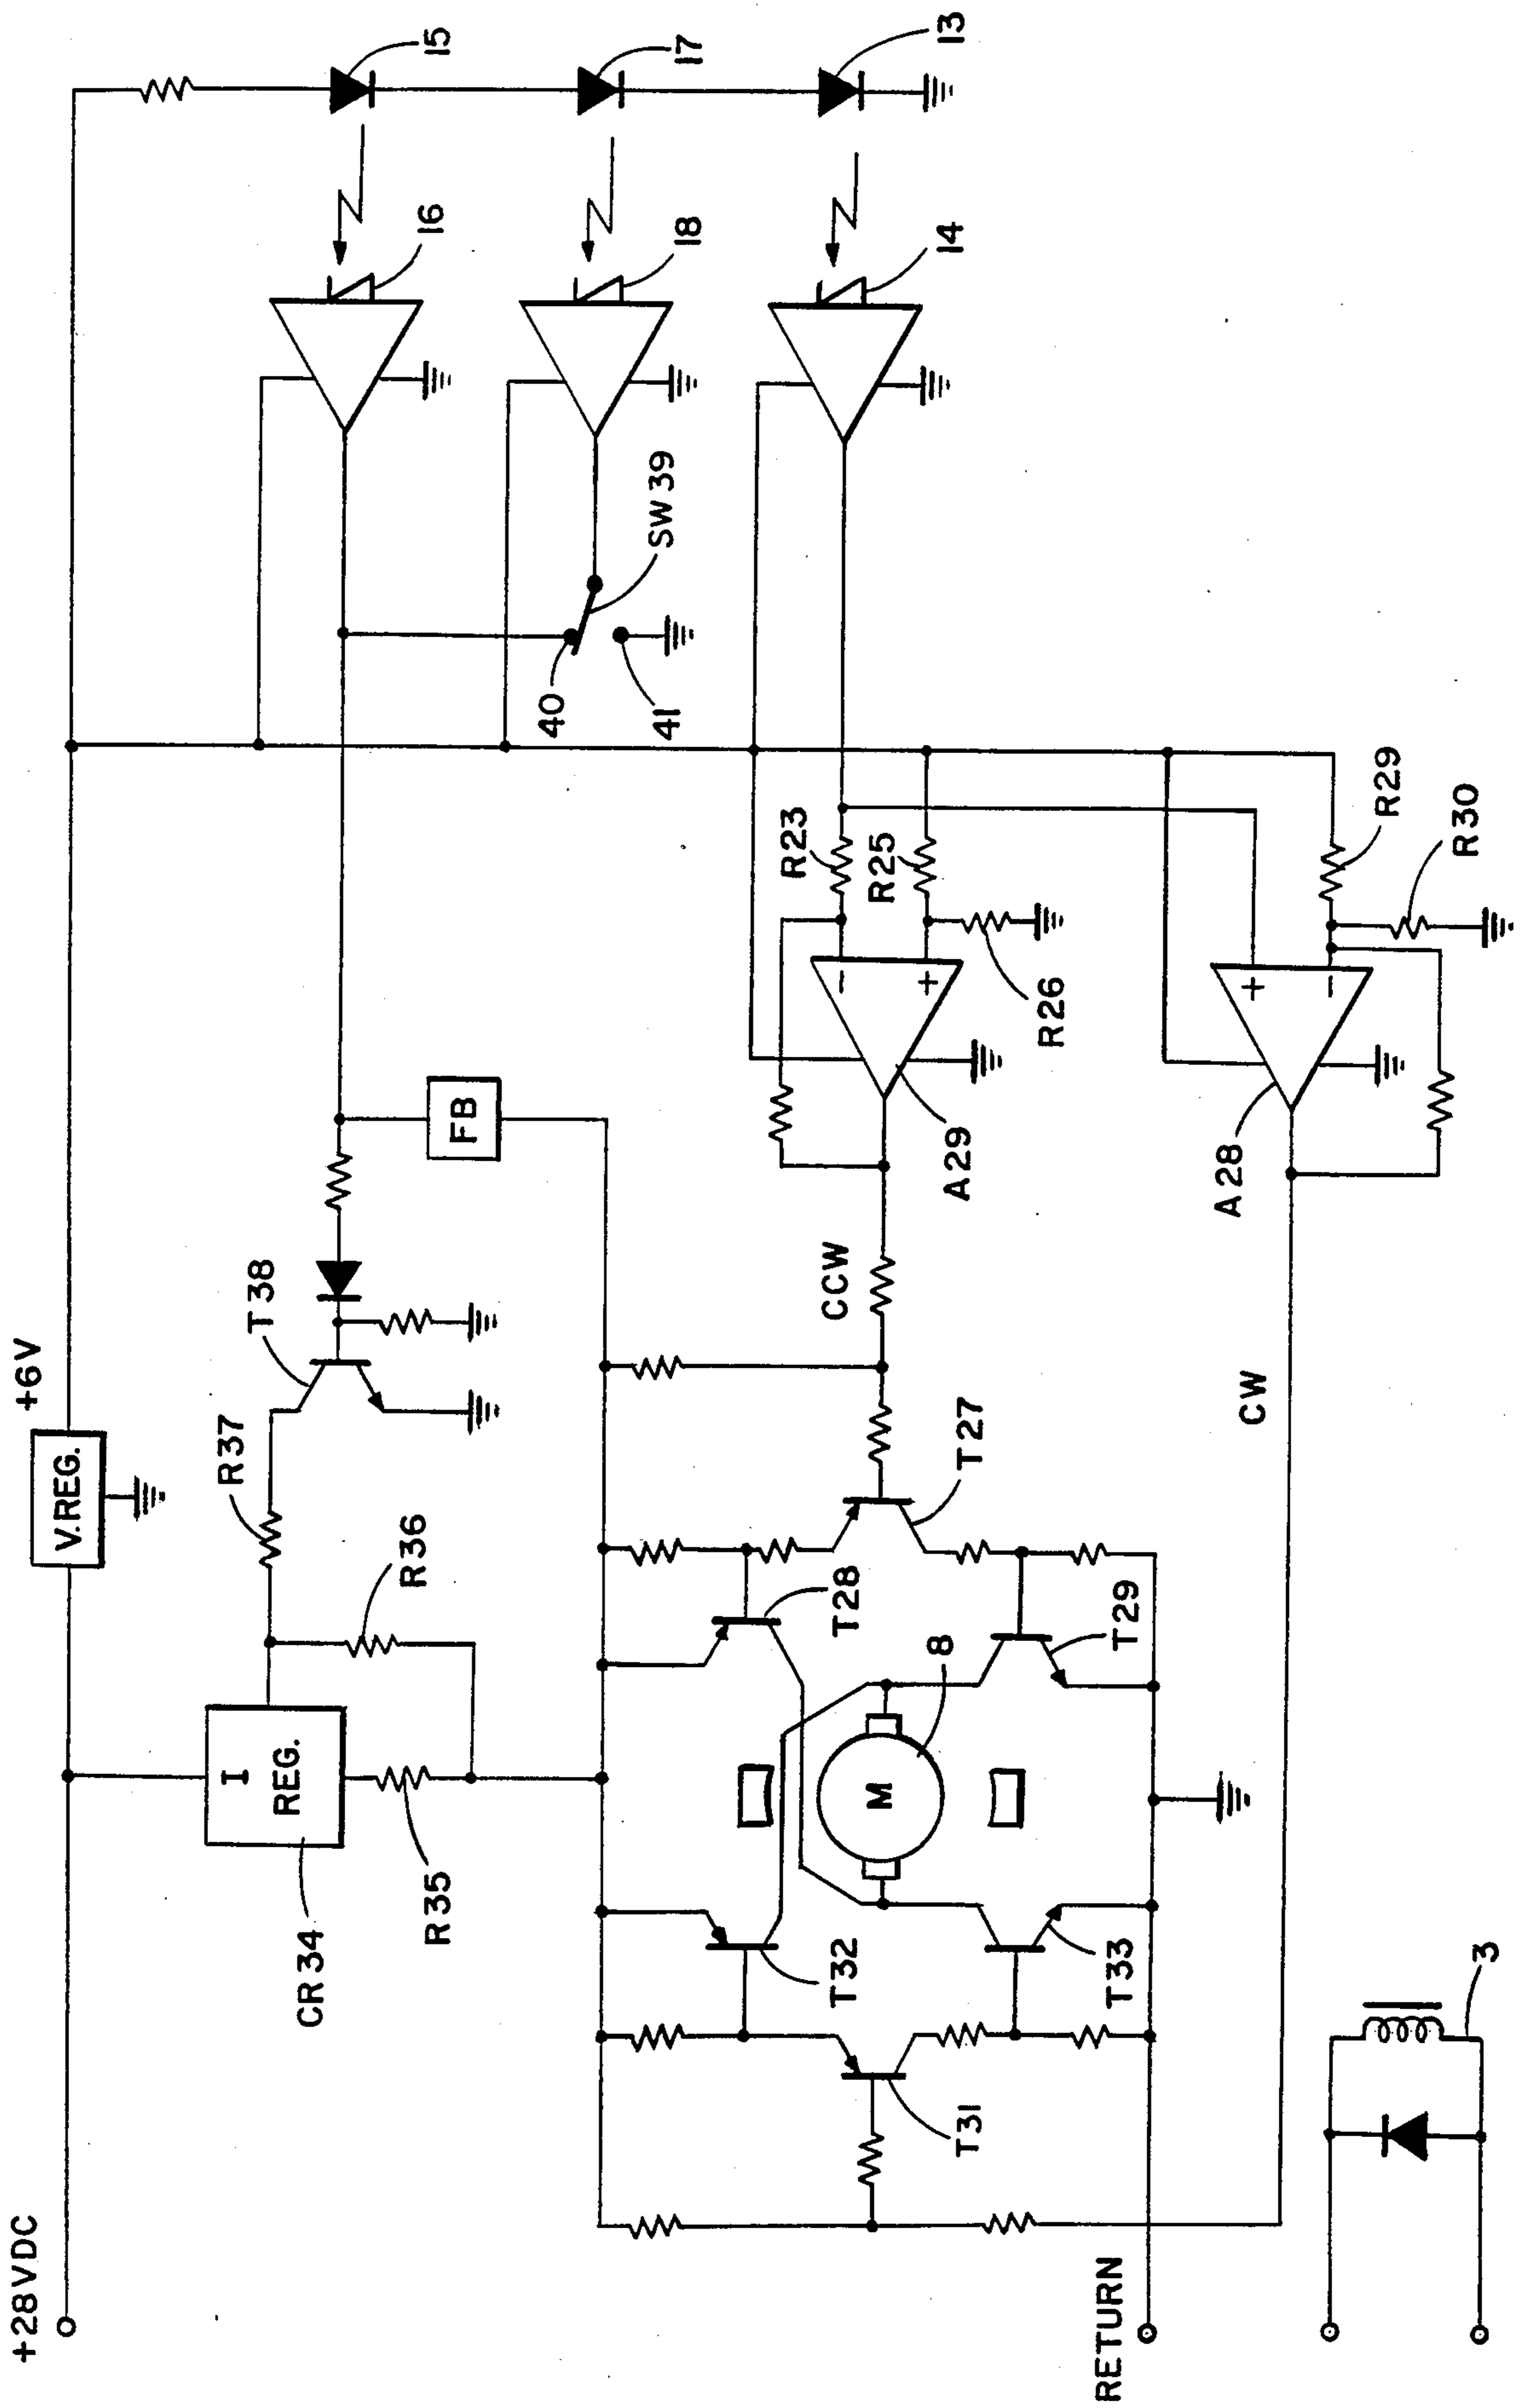 +28VDC
V.REG.
+6V
CR34
I
REG.
R35
R36
R37
T38
FB
15
16
17
18
13
14
40
41
SW39
R23
R25
R26
A29
CCW
R29
R30
A28
CW
T27
T28
T29
8
M
T32
T33
T31
RETURN
3